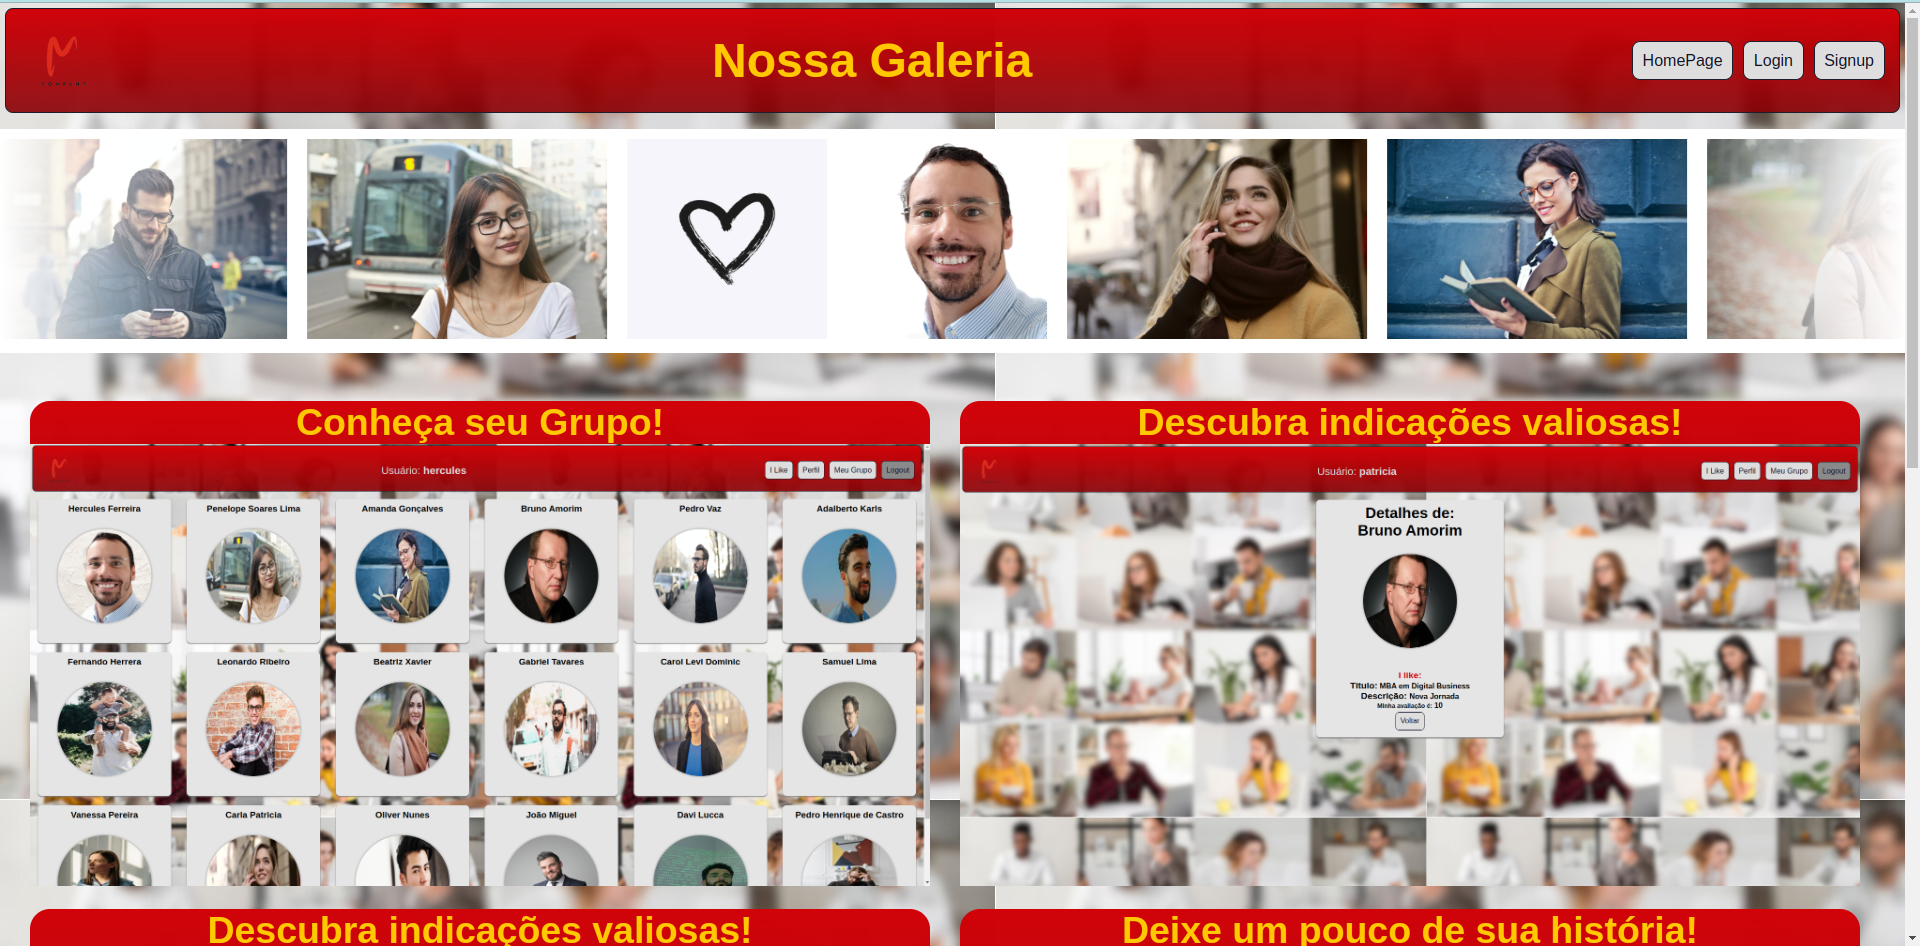 Nossa Galeria
HomePage
Login
Signup
Conheça seu Grupo!
Usuário: hercules
I Like
Perfil
Meu Grupo
Logout
Hercules Ferreira
Penelope Soares Lima
Amanda Gonçalves
Bruno Amorim
Pedro Vaz
Adalberto Karls
Fernando Herrera
Leonardo Ribeiro
Beatriz Xavier
Gabriel Tavares
Carol Levi Dominic
Samuel Lima
Vanessa Pereira
Carla Patricia
Oliver Nunes
João Miguel
Davi Lucca
Pedro Henrique de Castro
Descubra indicações valiosas!
Usuário: patricia
I Like
Perfil
Meu Grupo
Logout
Detalhes de:
Bruno Amorim
I like:
Título: MBA em Digital Business
Descrição: Nova Jornada
Minha avaliação é: 10
Voltar
Descubra indicações valiosas!
Deixe um pouco de sua história!